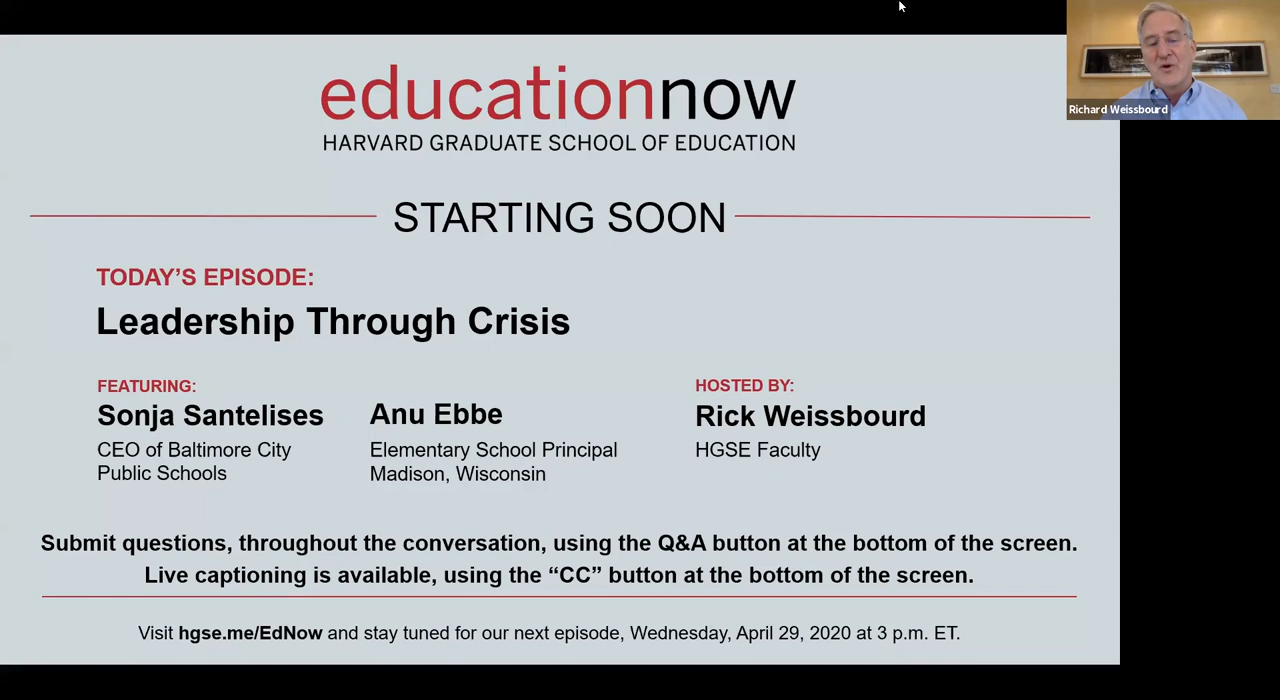 Richard Weissbourd
educationnow
HARVARD GRADUATE SCHOOL OF EDUCATION
STARTING SOON
TODAY’S EPISODE:
Leadership Through Crisis
FEATURING:
Sonja Santelises
CEO of Baltimore City
Public Schools
Anu Ebbe
Elementary School Principal
Madison, Wisconsin
HOSTED BY:
Rick Weissbourd
HGSE Faculty
Submit questions, throughout the conversation, using the Q&A button at the bottom of the screen.
Live captioning is available, using the “CC” button at the bottom of the screen.
Visit hgse.me/EdNow and stay tuned for our next episode, Wednesday, April 29, 2020 at 3 p.m. ET.